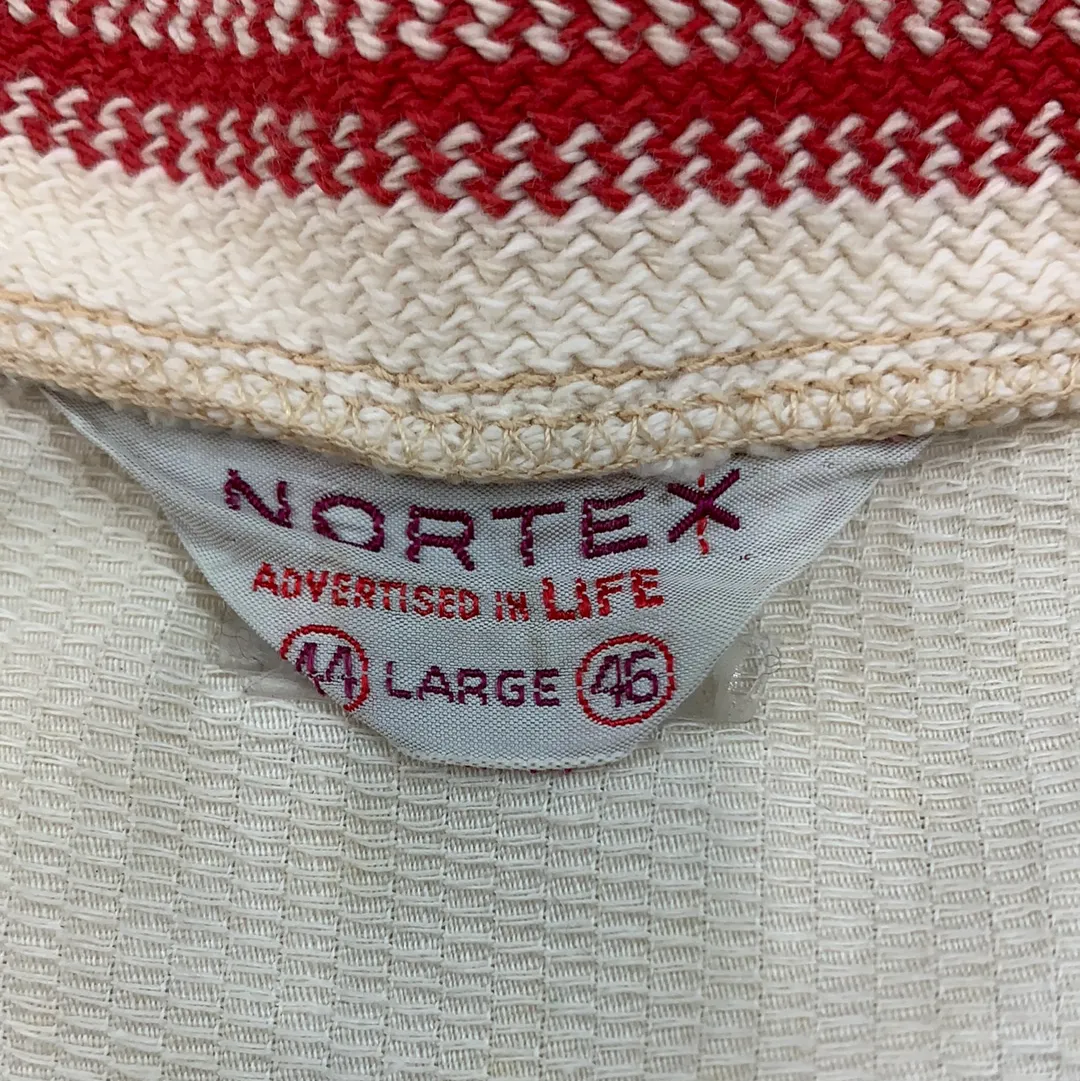 NORTEX
ADVERTISED IN LIFE
44 LARGE 46